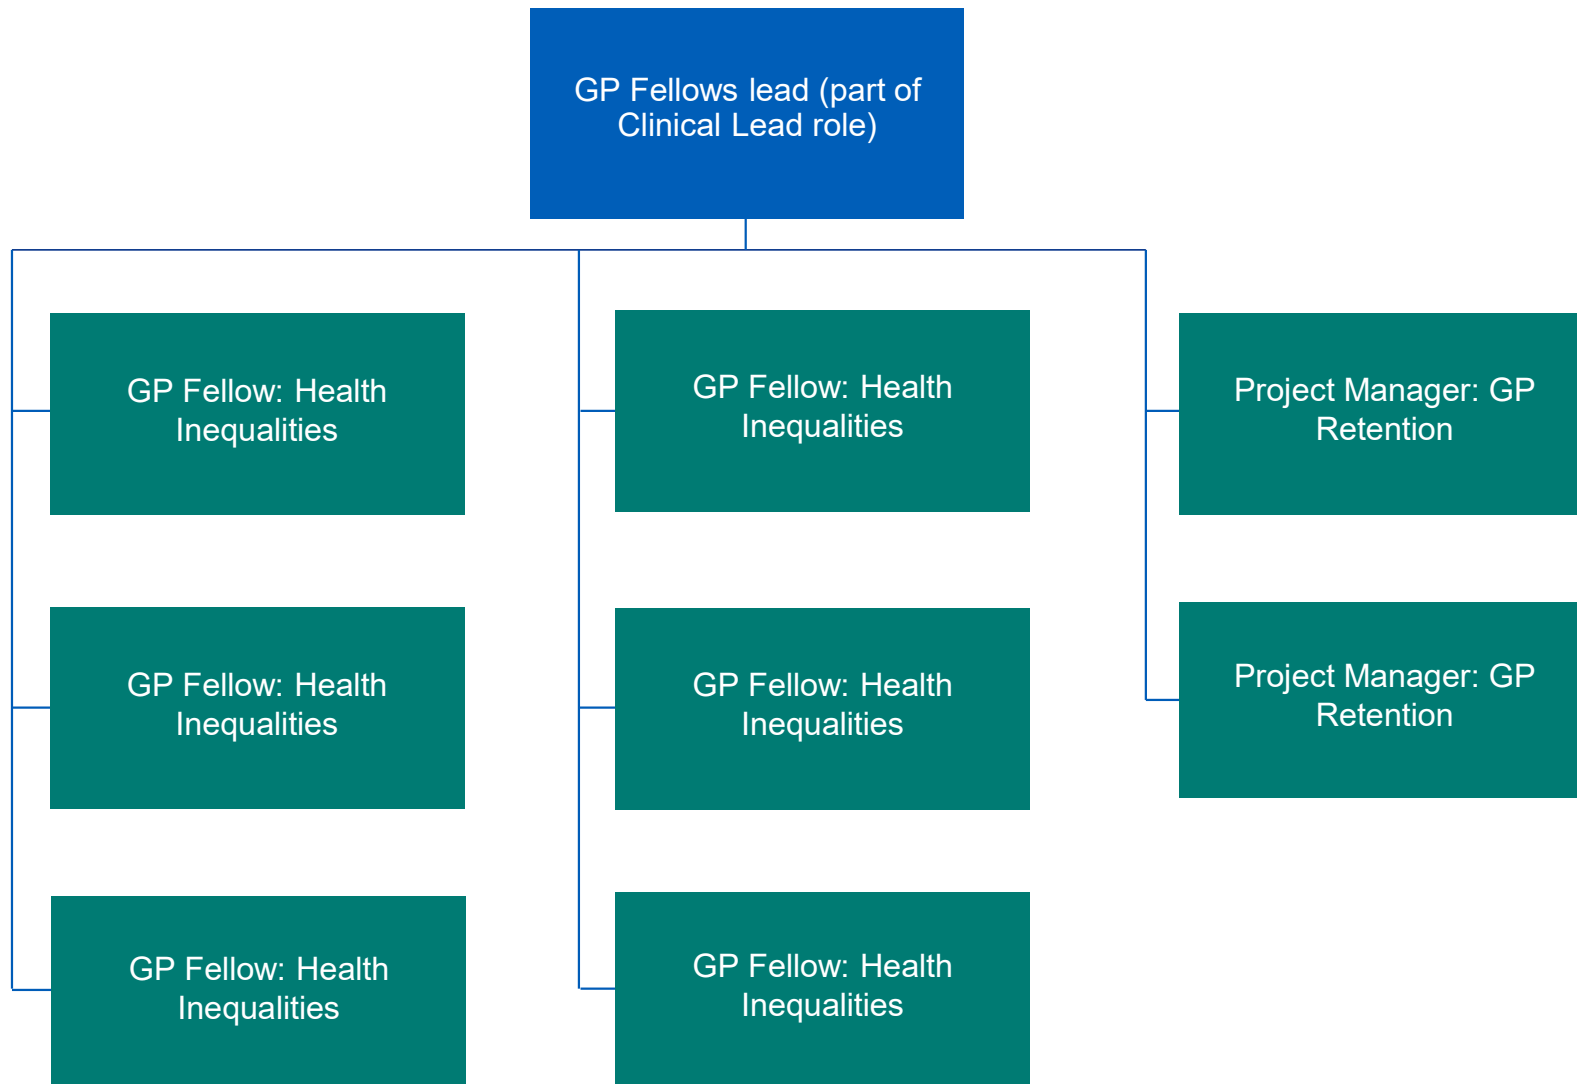 GP Fellows lead (part of
Clinical Lead role)
GP Fellow: Health
Inequalities
GP Fellow: Health
Inequalities
Project Manager: GP
Retention
GP Fellow: Health
Inequalities
GP Fellow: Health
Inequalities
Project Manager: GP
Retention
GP Fellow: Health
Inequalities
GP Fellow: Health
Inequalities